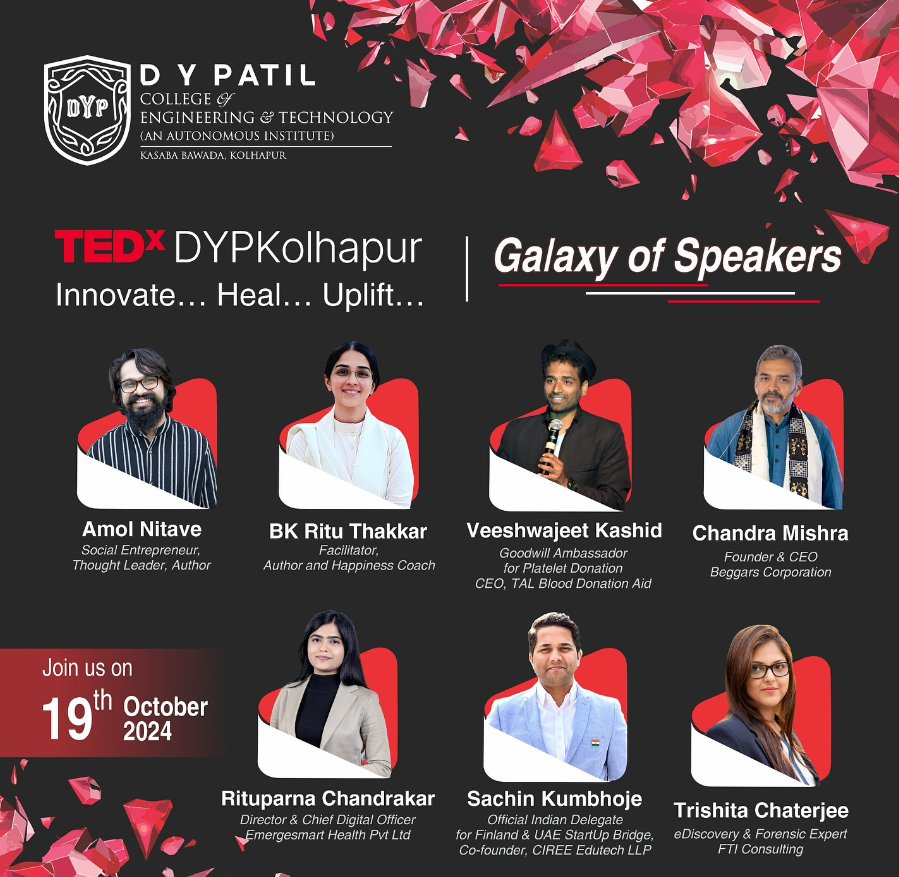 DYP
D Y PATIL
COLLEGE of
ENGINEERING & TECHNOLOGY
(AN AUTONOMOUS INSTITUTE)
KASABA BAWADA, KOLHAPUR
TEDx DYPKolhapur
Innovate... Heal... Uplift...
Galaxy of Speakers
Amol Nitave
Social Entrepreneur,
Thought Leader, Author
BK Ritu Thakkar
Facilitator,
Author and Happiness Coach
Veeshwajeet Kashid
Goodwill Ambassador
for Platelet Donation
CEO, TAL Blood Donation Aid
Chandra Mishra
Founder & CEO
Beggars Corporation
Join us on
19th October
2024
Rituparna Chandrakar
Director & Chief Digital Officer
Emergesmart Health Pvt Ltd
Sachin Kumbhoje
Official Indian Delegate
for Finland & UAE StartUp Bridge,
Co-founder, CIREE Edutech LLP
Trishita Chaterjee
eDiscovery & Forensic Expert
FTI Consulting